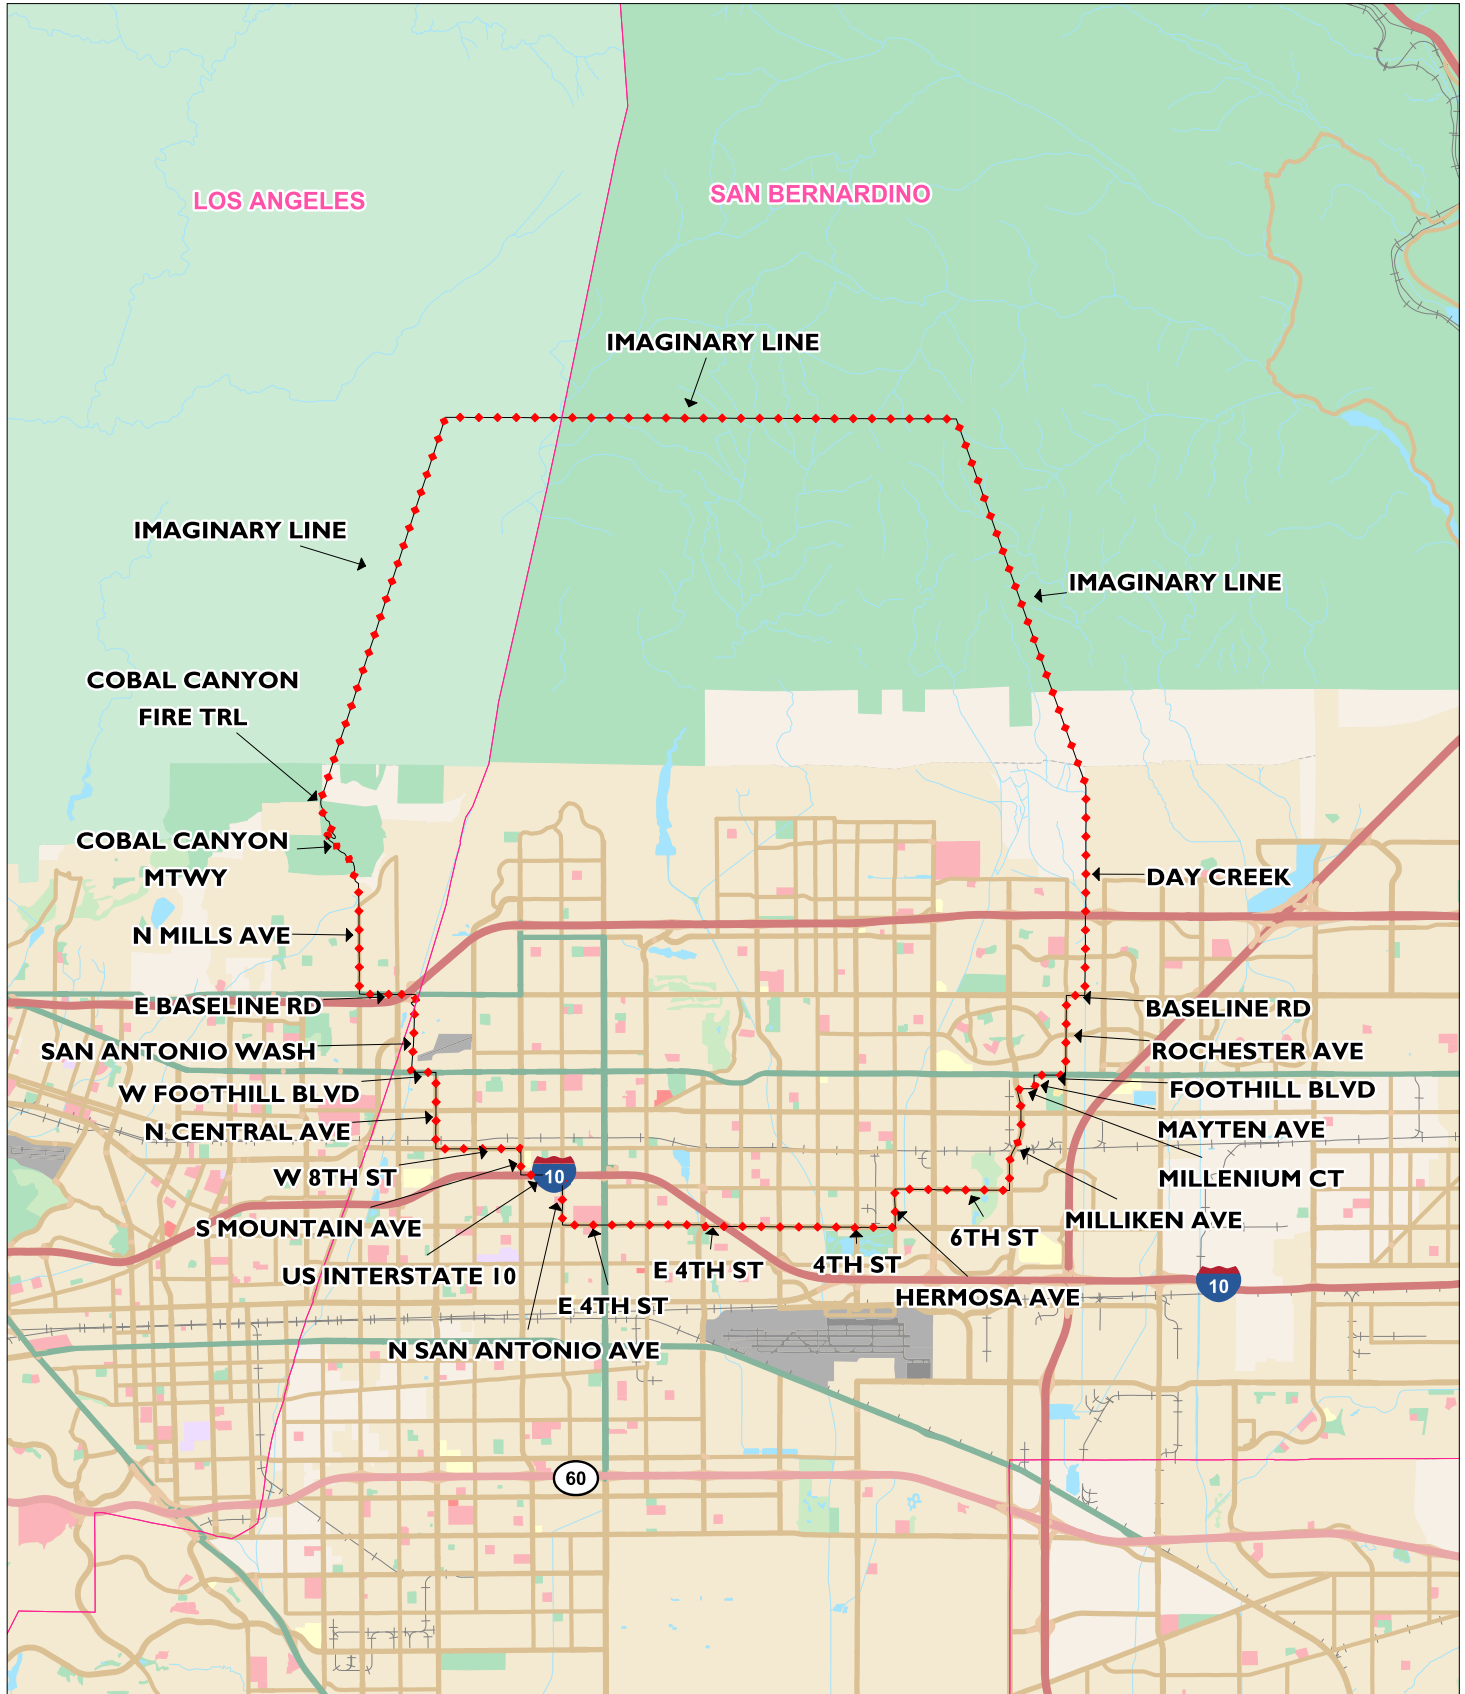 LOS ANGELES
SAN BERNARDINO
IMAGINARY LINE
IMAGINARY LINE
IMAGINARY LINE
COBAL CANYON
FIRE TRL
COBAL CANYON
MTWY
DAY CREEK
N MILLS AVE
E BASELINE RD
BASELINE RD
SAN ANTONIO WASH
ROCHESTER AVE
W FOOTHILL BLVD
FOOTHILL BLVD
N CENTRAL AVE
MAYTEN AVE
W 8TH ST
10
MILLENIUM CT
S MOUNTAIN AVE
MILLIKEN AVE
6TH ST
US INTERSTATE 10
E 4TH ST
4TH ST
10
E 4TH ST
HERMOSA AVE
N SAN ANTONIO AVE
60